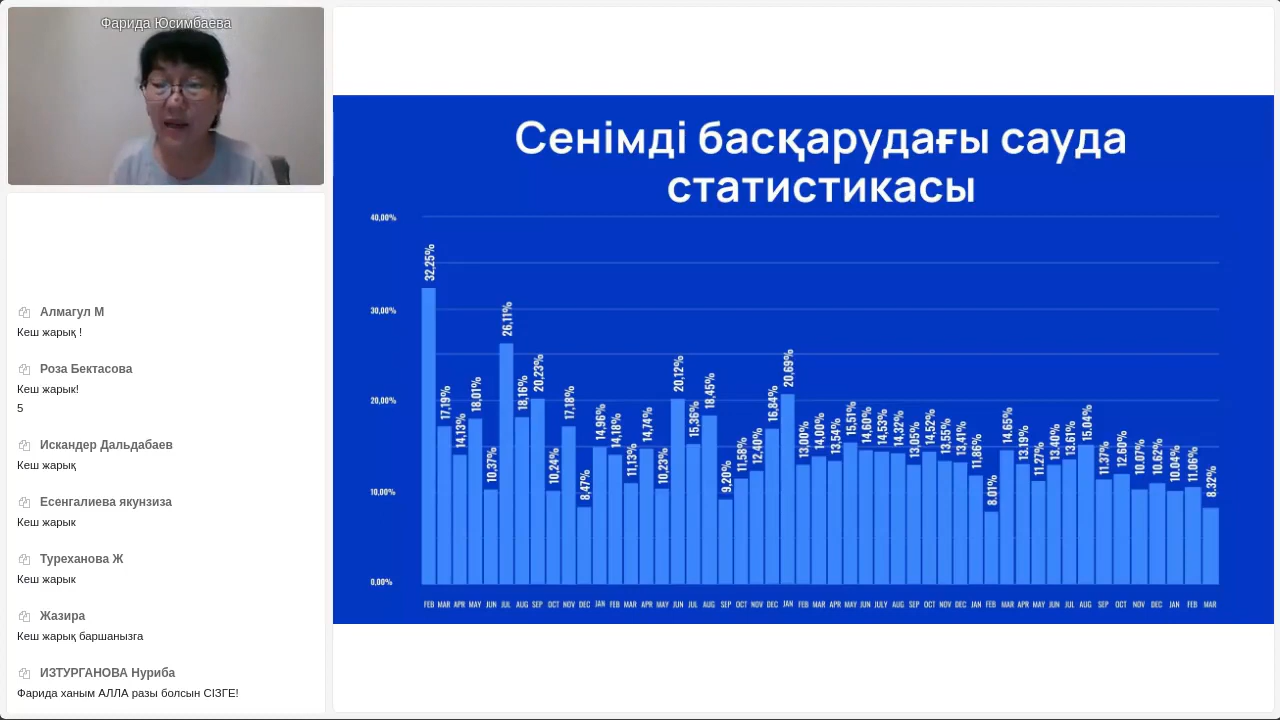 Фарида Юсимбаева
Алмагул М
Кеш жарық !
Роза Бектасова
Кеш жарык!
5
Искандер Дальдабаев
Кеш жарық
Есенгалиева якунзиза
Кеш жарык
Туреханова Ж
Кеш жарык
Жазира
Кеш жарық баршанызга
ИЗТУРГАНОВА Нуриба
Фарида ханым АЛЛА разы болсын СІЗГЕ!
Сенімді басқарудағы сауда
статистикасы
40,00%
30,00%
20,00%
10,00%
0,00%
32,25% 17,19% 14,13% 18,01% 10,37% 26,11% 18,16% 20,23% 10,24% 17,18% 8,47% 14,96% 14,18% 11,13% 14,74% 10,23% 20,12% 15,36% 18,45% 9,20% 11,58% 12,40% 16,84% 20,69% 13,00% 14,00% 13,54% 15,51% 14,60% 14,53% 14,32% 13,05% 14,52% 13,55% 13,41% 11,86% 8,01% 14,65% 13,19% 11,27% 13,40% 13,61% 15,04% 11,37% 12,60% 10,07% 10,62% 10,04% 11,00% 8,32%
FEB MAR APR MAY JUN JUL AUG SEP OCT NOV DEC JAN FEB MAR APR MAY JUN JUL AUG SEP OCT NOV DEC JAN FEB MAR APR MAY JUN JULY AUG SEP OCT NOV DEC JAN FEB MAR APR MAY JUN JUL AUG SEP OCT NOV DEC JAN FEB MAR